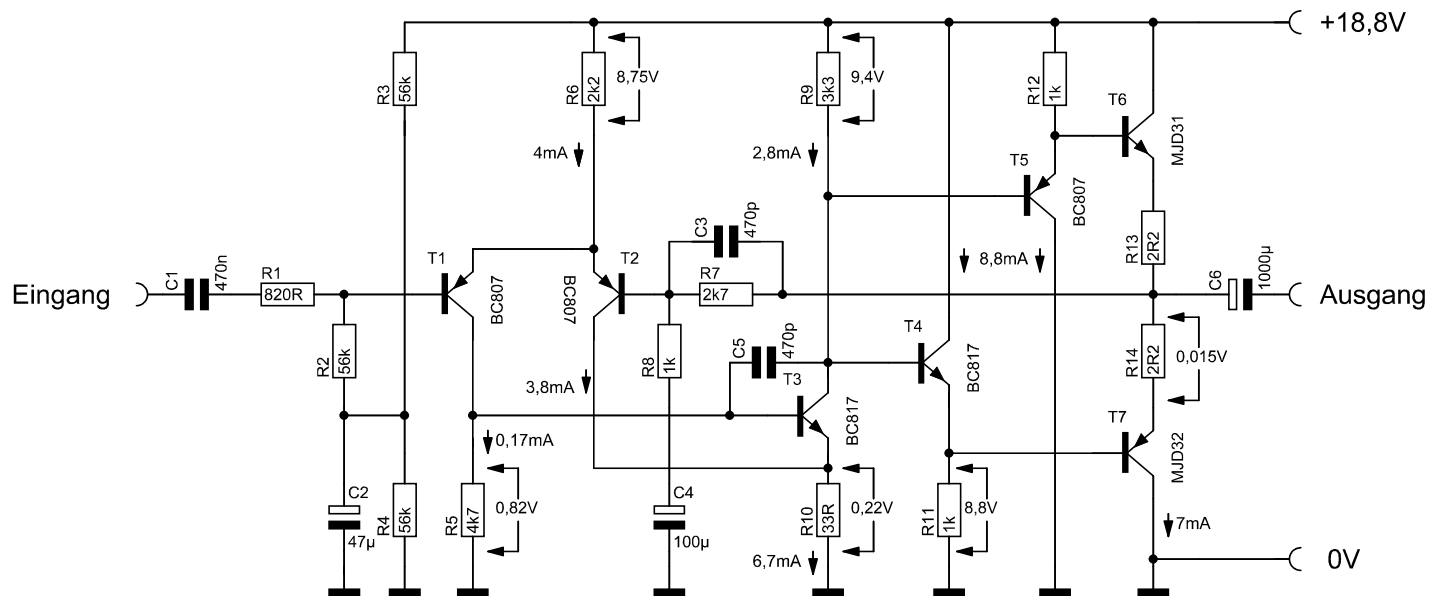 +18,8V
R3
56k
R6
2k2
8,75V
R9
3k3
9,4V
R12
1k
T6
MJD31
4mA
2,8mA
T5
BC807
C3
470p
R13
2R2
8,8mA
Eingang
C1
470n
R1
820R
T1
BC807
BC807
T2
R7
2k7
C6
1000µ
Ausgang
R2
56k
R8
1k
C5
470p
T4
BC817
R14
2R2
0,015V
3,8mA
T3
BC817
T7
MJD32
0,17mA
C2
47µ
R4
56k
R5
4k7
0,82V
C4
100µ
R10
33R
0,22V
R11
1k
8,8V
7mA
6,7mA
0V